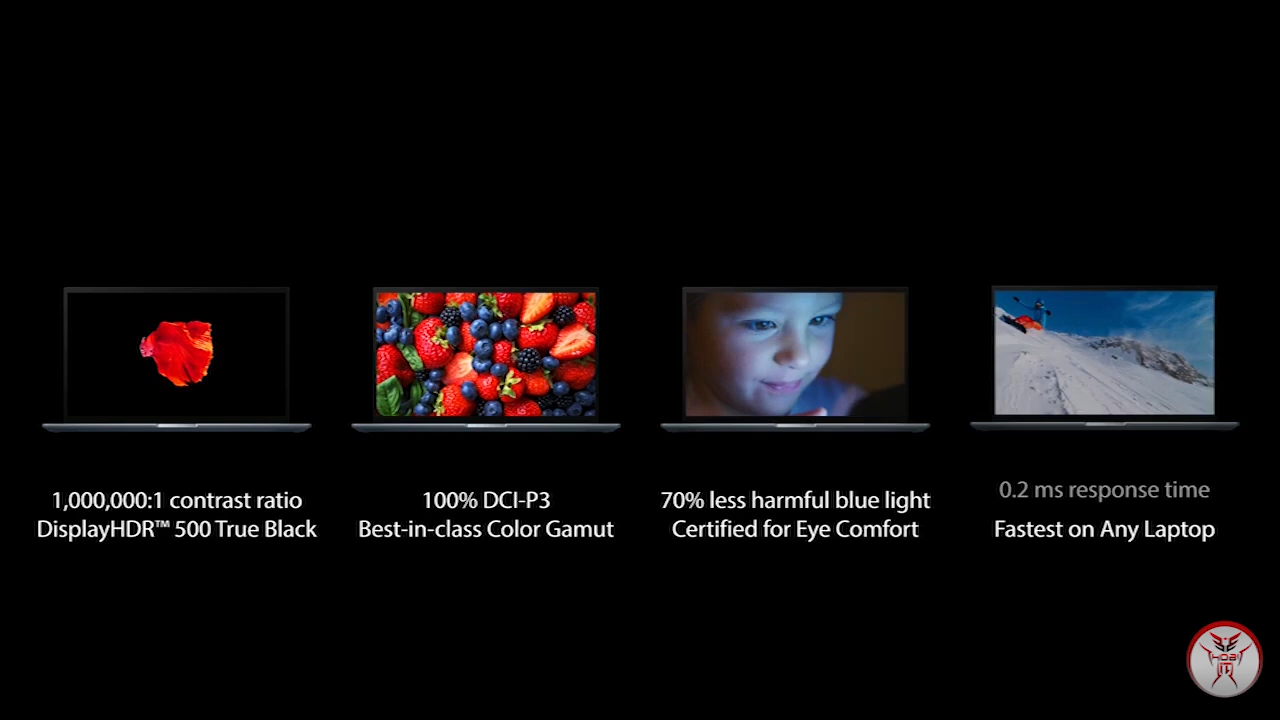 1,000,000:1 contrast ratio
DisplayHDR™ 500 True Black
100% DCI-P3
Best-in-class Color Gamut
70% less harmful blue light
Certified for Eye Comfort
0.2 ms response time
Fastest on Any Laptop